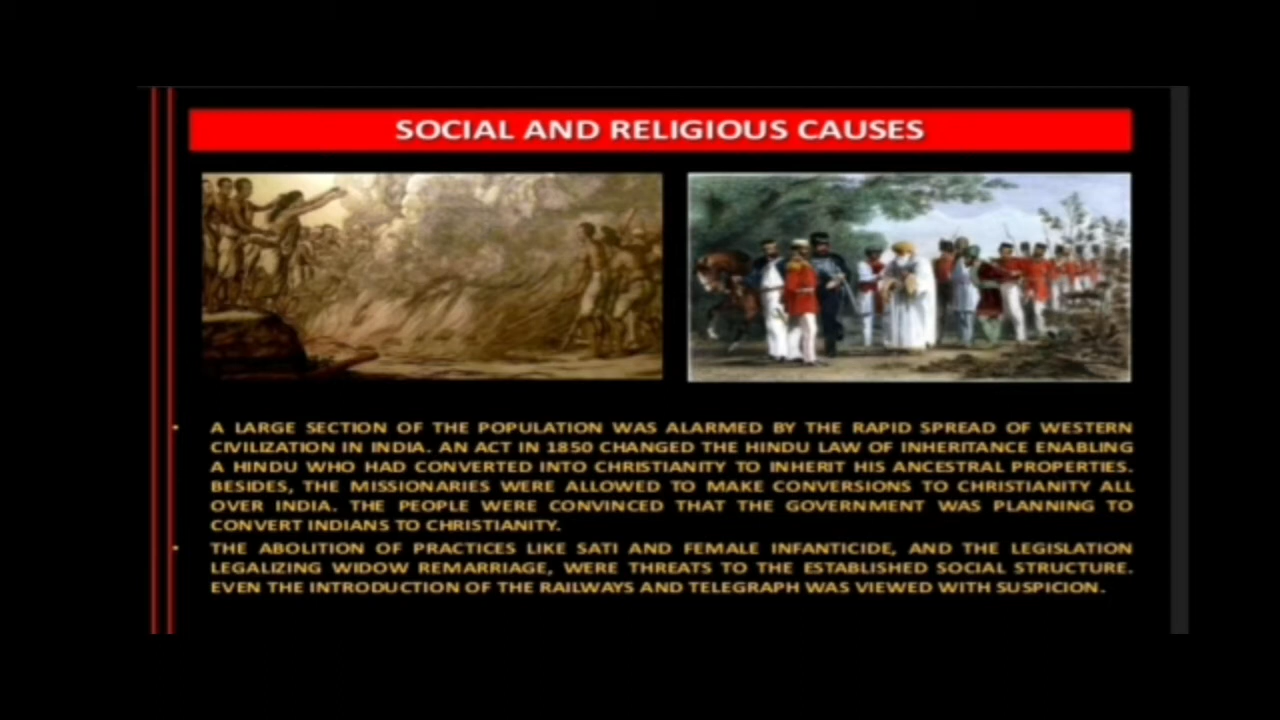 SOCIAL AND RELIGIOUS CAUSES
• A LARGE SECTION OF THE POPULATION WAS ALARMED BY THE RAPID SPREAD OF WESTERN
CIVILIZATION IN INDIA. AN ACT IN 1850 CHANGED THE HINDU LAW OF INHERITANCE ENABLING
A HINDU WHO HAD CONVERTED INTO CHRISTIANITY TO INHERIT HIS ANCESTRAL PROPERTIES.
BESIDES, THE MISSIONARIES WERE ALLOWED TO MAKE CONVERSIONS TO CHRISTIANITY ALL
OVER INDIA. THE PEOPLE WERE CONVINCED THAT THE GOVERNMENT WAS PLANNING TO
CONVERT INDIANS TO CHRISTIANITY.
• THE ABOLITION OF PRACTICES LIKE SATI AND FEMALE INFANTICIDE, AND THE LEGISLATION
LEGALIZING WIDOW REMARRIAGE, WERE THREATS TO THE ESTABLISHED SOCIAL STRUCTURE.
EVEN THE INTRODUCTION OF THE RAILWAYS AND TELEGRAPH WAS VIEWED WITH SUSPICION.